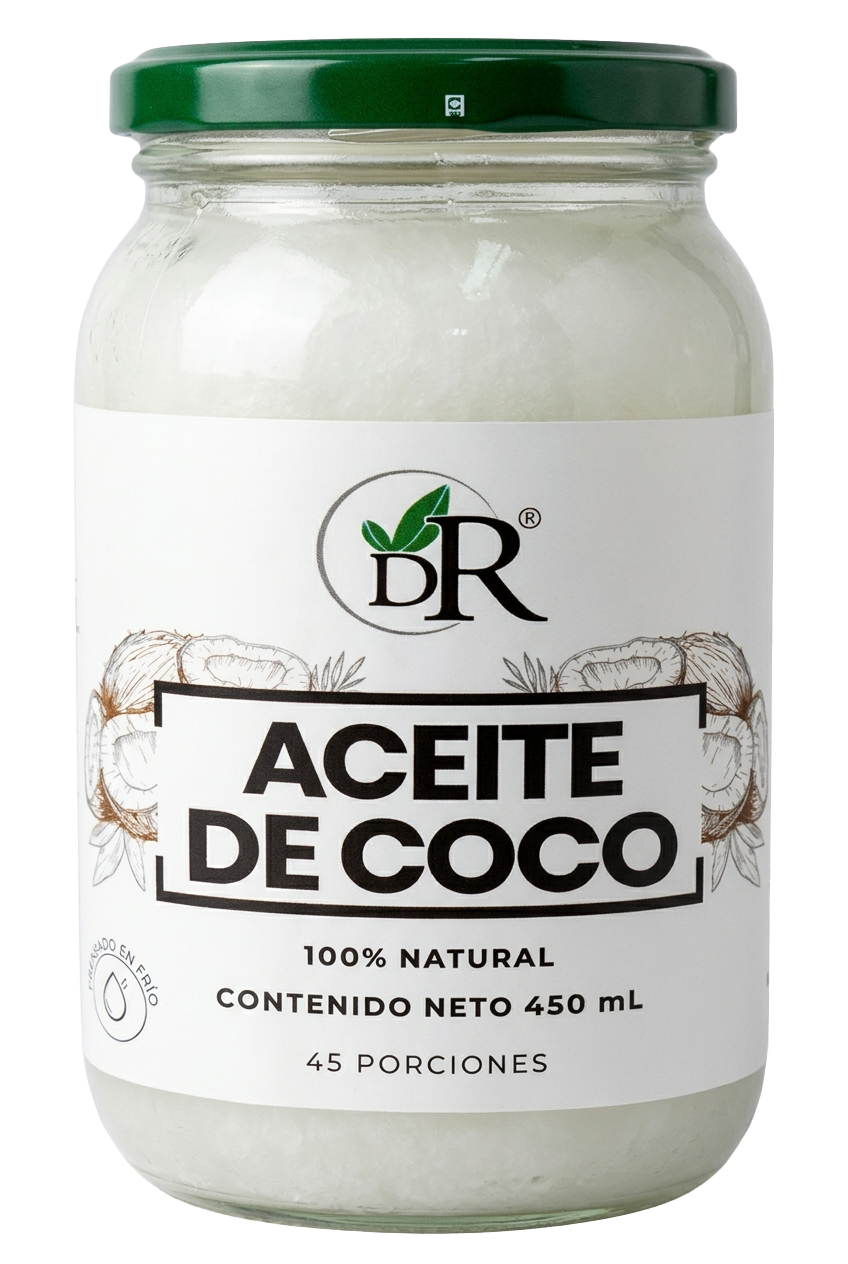 DR®
ACEITE
DE COCO
100% NATURAL
CONTENIDO NETO 450 mL
45 PORCIONES
PRENSADO EN FRÍO